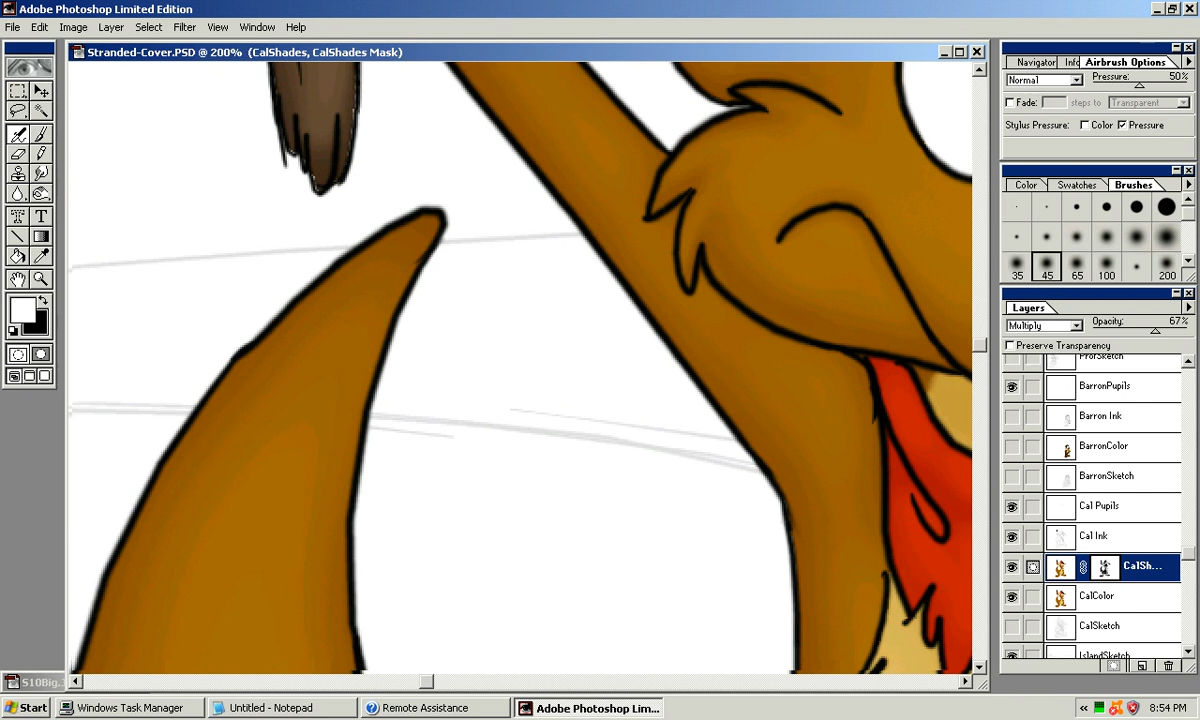 Adobe Photoshop Limited Edition
File Edit Image Layer Select Filter View Window Help
Stranded-Cover.PSD @ 200% (CalShades, CalShades Mask)
Navigator Info Airbrush Options
Normal Pressure: 50%
Fade: steps to Transparent
Stylus Pressure: Color Pressure
Color Swatches Brushes
35 45 65 100 200
Layers
Multiply Opacity: 67%
Preserve Transparency
ProfSketch
BarronPupils
Barron Ink
BarronColor
BarronSketch
Cal Pupils
Cal Ink
CalSh...
CalColor
CalSketch
IslandSketch
Start Windows Task Manager Untitled - Notepad Remote Assistance Adobe Photoshop Lim... 8:54 PM